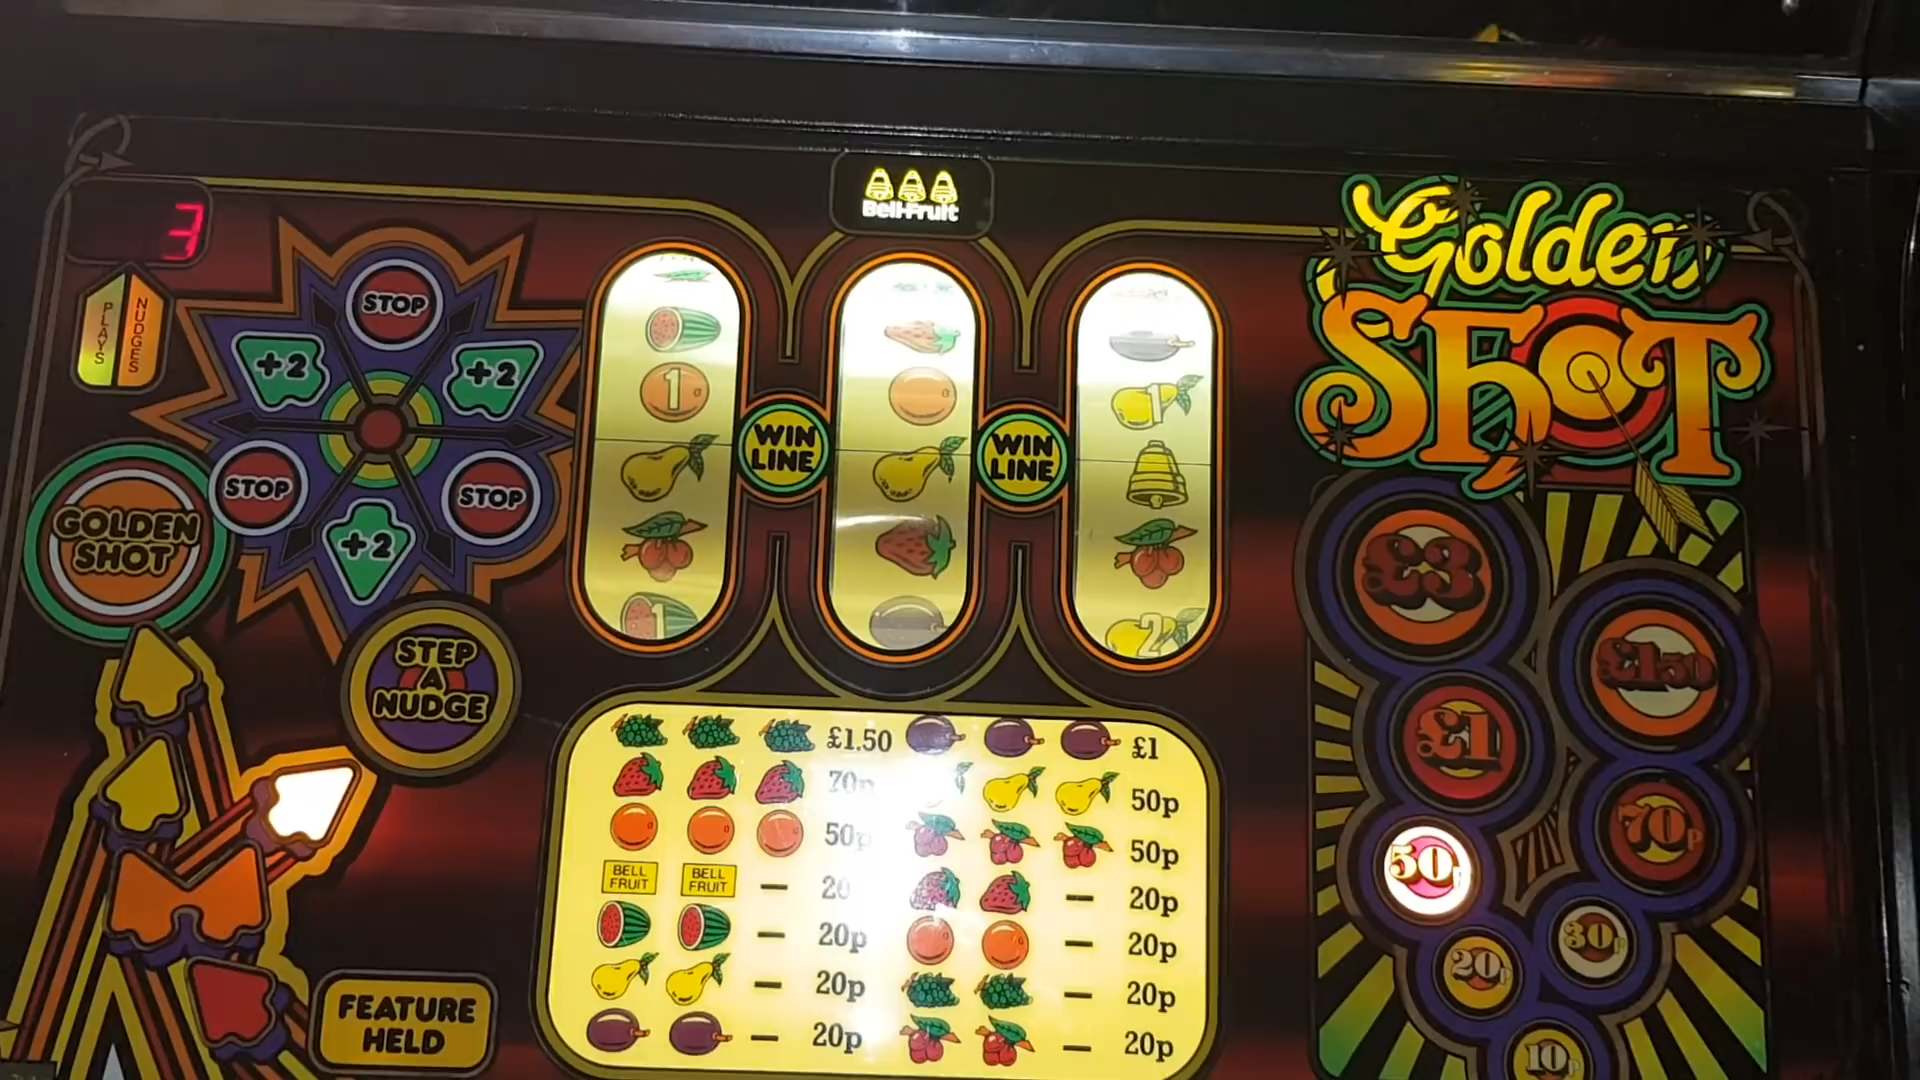 Bell-Fruit
Golden
SHOT
3
PLAYS
NUDGES
STOP
+2
+2
STOP
STOP
+2
GOLDEN
SHOT
STEP
A
NUDGE
FEATURE
HELD
1
1
WIN
LINE
WIN
LINE
1
2
£1.50
£1
70p
50p
50p
50p
BELL
FRUIT
BELL
FRUIT
20
20p
20p
20p
20p
20p
20p
20p
£3
£1.50
£1
70p
50p
30p
20p
10p